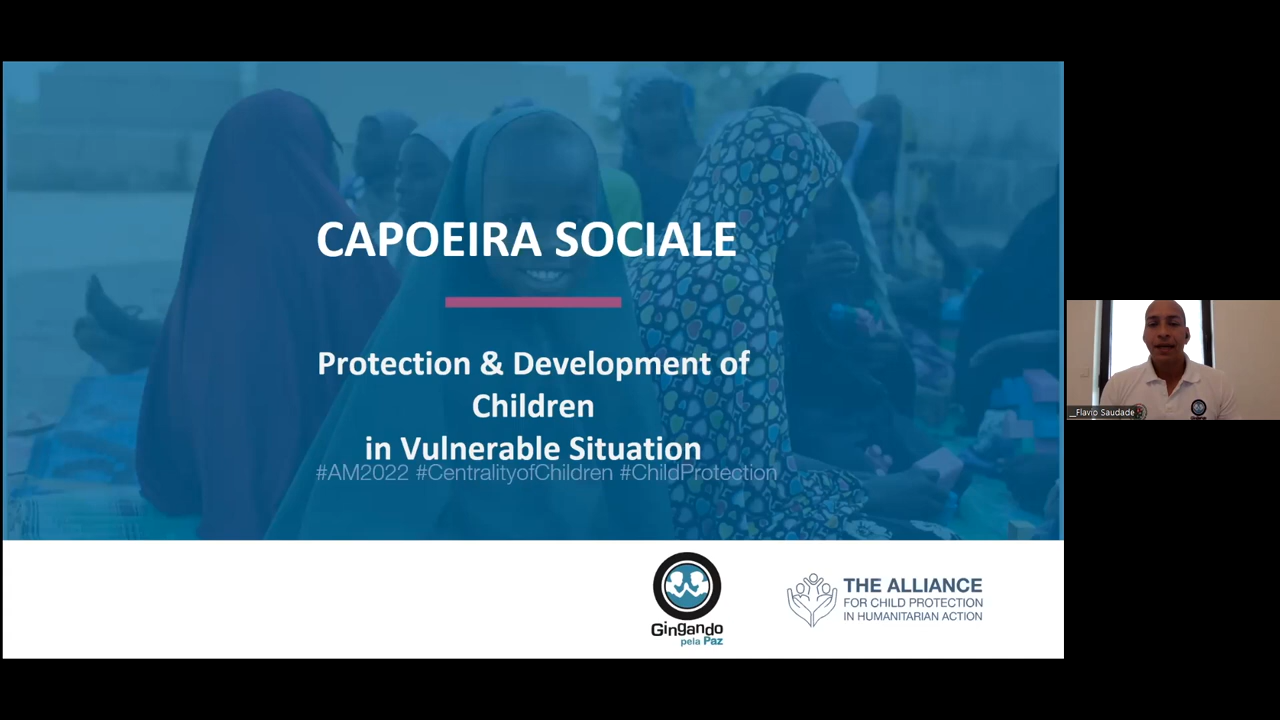 CAPOEIRA SOCIALE
Protection & Development of
Children
in Vulnerable Situation
#AM2022 #CentralityofChildren #ChildProtection
Gingando
pela Paz
THE ALLIANCE
FOR CHILD PROTECTION
IN HUMANITARIAN ACTION
__Flavio Saudade